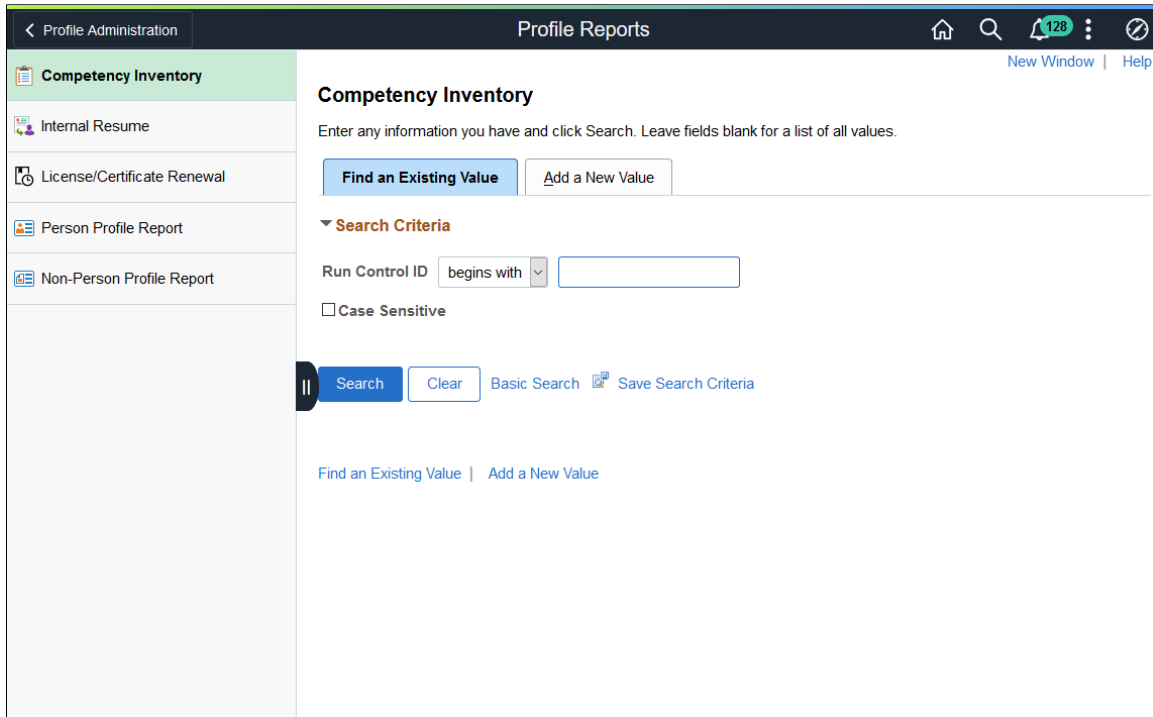 Profile Administration
Profile Reports
128
New Window | Help
Competency Inventory
Internal Resume
License/Certificate Renewal
Person Profile Report
Non-Person Profile Report
Competency Inventory
Enter any information you have and click Search. Leave fields blank for a list of all values.
Find an Existing Value
Add a New Value
Search Criteria
Run Control ID begins with
Case Sensitive
Search Clear Basic Search Save Search Criteria
Find an Existing Value | Add a New Value